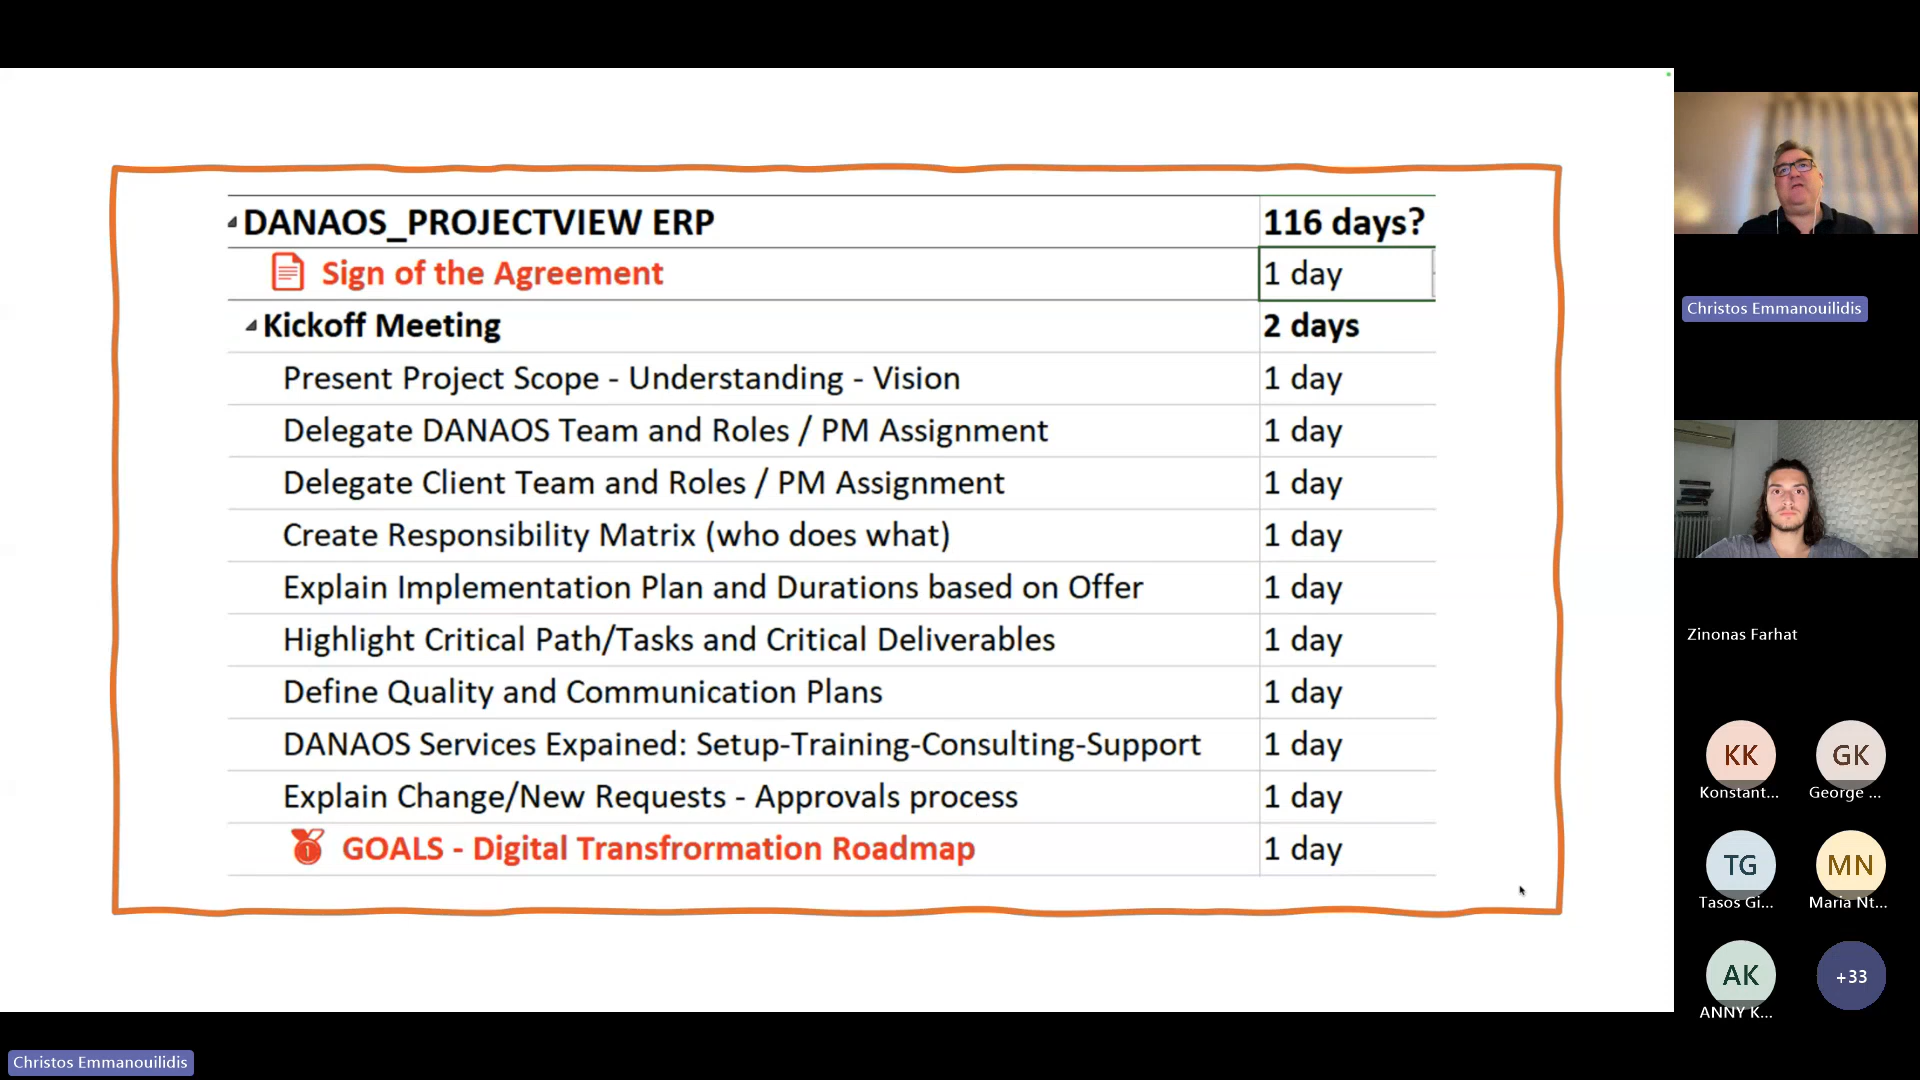 DANAOS_PROJECTVIEW ERP 116 days?
Sign of the Agreement 1 day
Kickoff Meeting 2 days
Present Project Scope - Understanding - Vision 1 day
Delegate DANAOS Team and Roles / PM Assignment 1 day
Delegate Client Team and Roles / PM Assignment 1 day
Create Responsibility Matrix (who does what) 1 day
Explain Implementation Plan and Durations based on Offer 1 day
Highlight Critical Path/Tasks and Critical Deliverables 1 day
Define Quality and Communication Plans 1 day
DANAOS Services Expained: Setup-Training-Consulting-Support 1 day
Explain Change/New Requests - Approvals process 1 day
1 GOALS - Digital Transfrormation Roadmap 1 day
Christos Emmanouilidis
Zinonas Farhat
KK GK
Konstant... George ...
TG MN
Tasos Gi... Maria Nt...
AK +33
ANNY K...
Christos Emmanouilidis